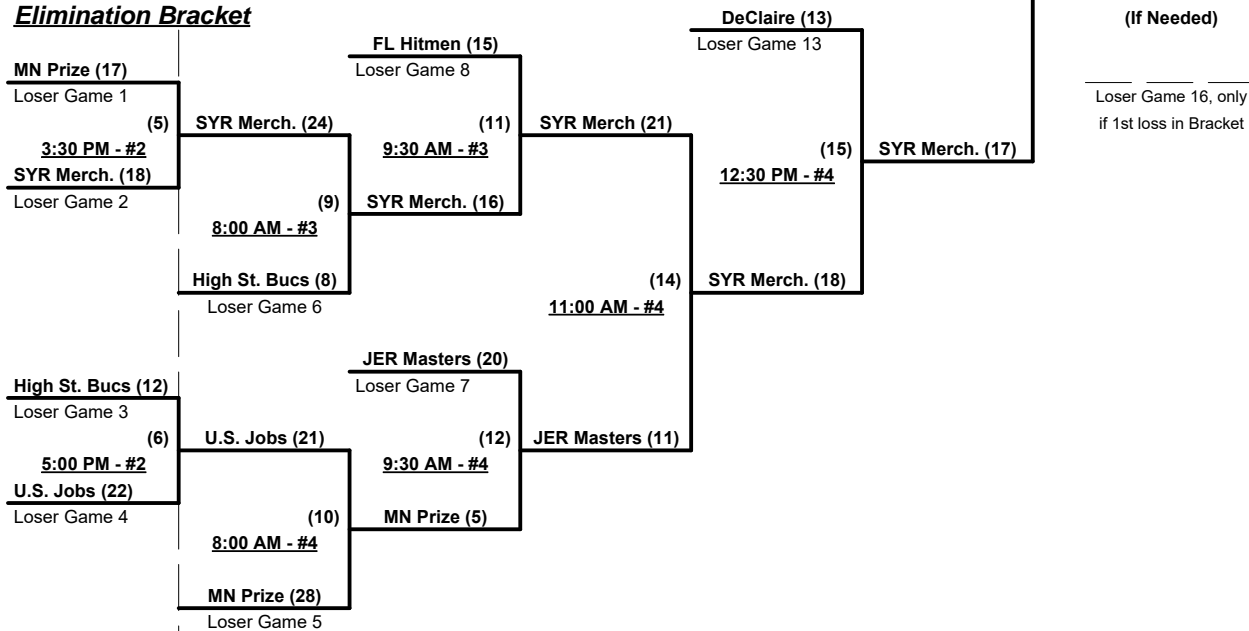 Elimination Bracket
DeClaire (13)
(If Needed)
Loser Game 13
FL Hitmen (15)
Loser Game 8
MN Prize (17)
Loser Game 1
Loser Game 16, only
if 1st loss in Bracket
(5)
SYR Merch. (24)
(11)
SYR Merch (21)
3:30 PM - #2
9:30 AM - #3
(15)
SYR Merch. (17)
12:30 PM - #4
SYR Merch. (18)
Loser Game 2
(9)
SYR Merch. (16)
8:00 AM - #3
High St. Bucs (8)
Loser Game 6
(14)
SYR Merch. (18)
11:00 AM - #4
JER Masters (20)
Loser Game 7
High St. Bucs (12)
Loser Game 3
(6)
U.S. Jobs (21)
(12)
JER Masters (11)
5:00 PM - #2
9:30 AM - #4
U.S. Jobs (22)
Loser Game 4
(10)
MN Prize (5)
8:00 AM - #4
MN Prize (28)
Loser Game 5